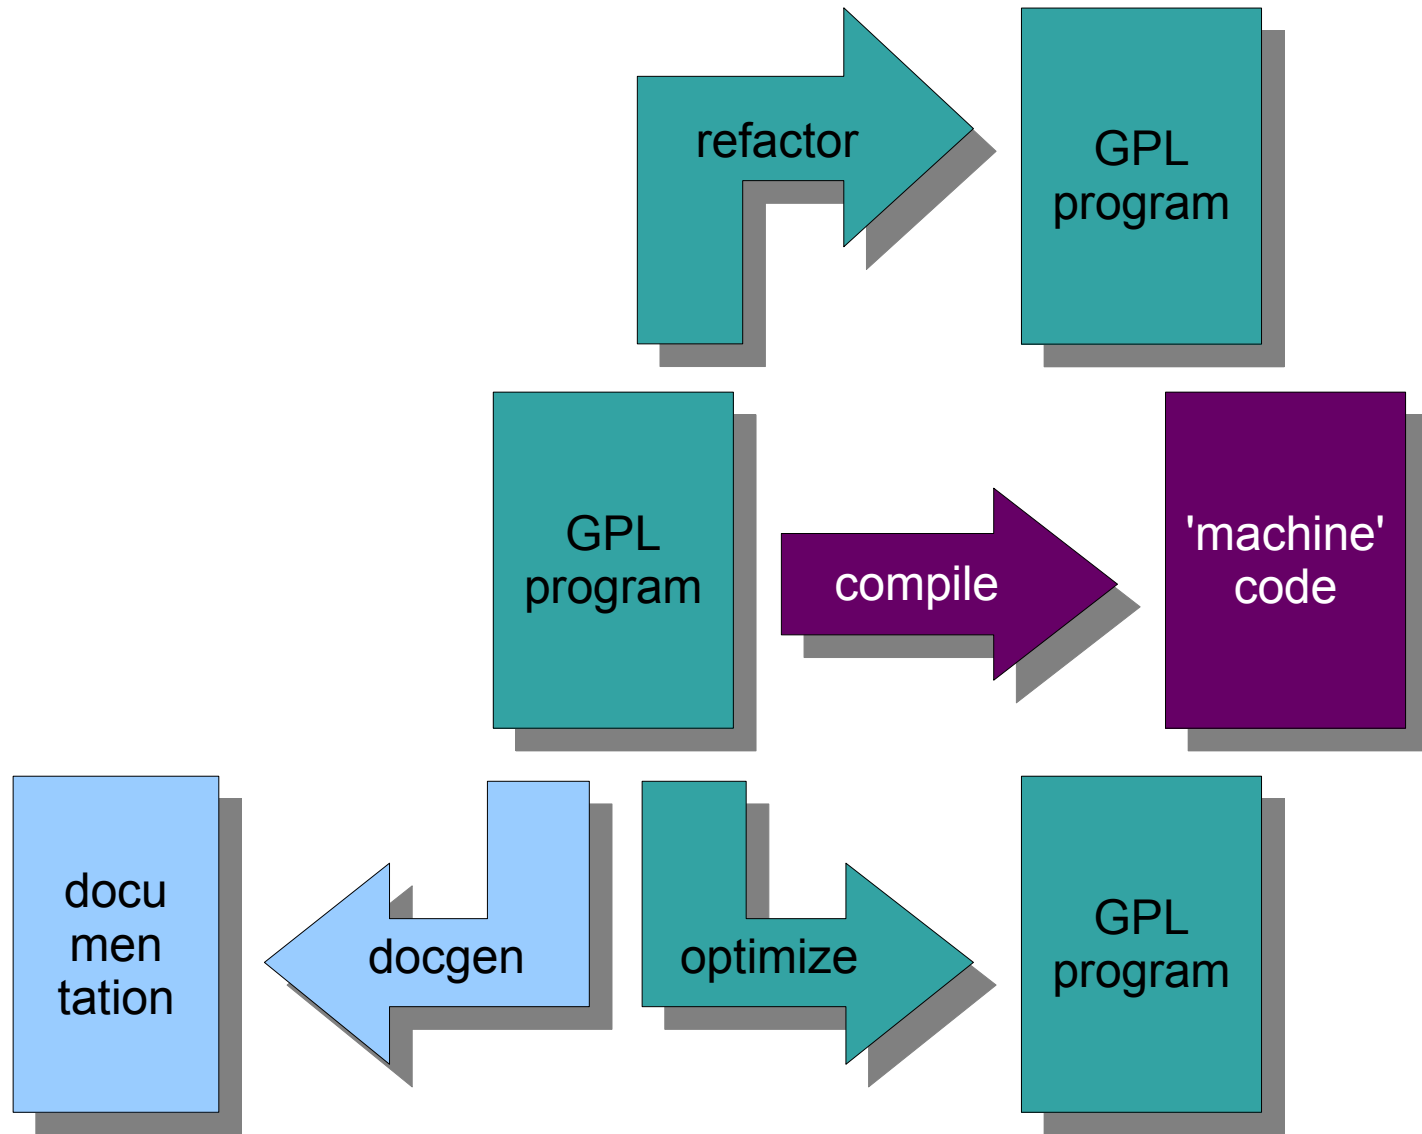 refactor
GPL
program
GPL
program
compile
'machine'
code
docu
men
tation
docgen
optimize
GPL
program